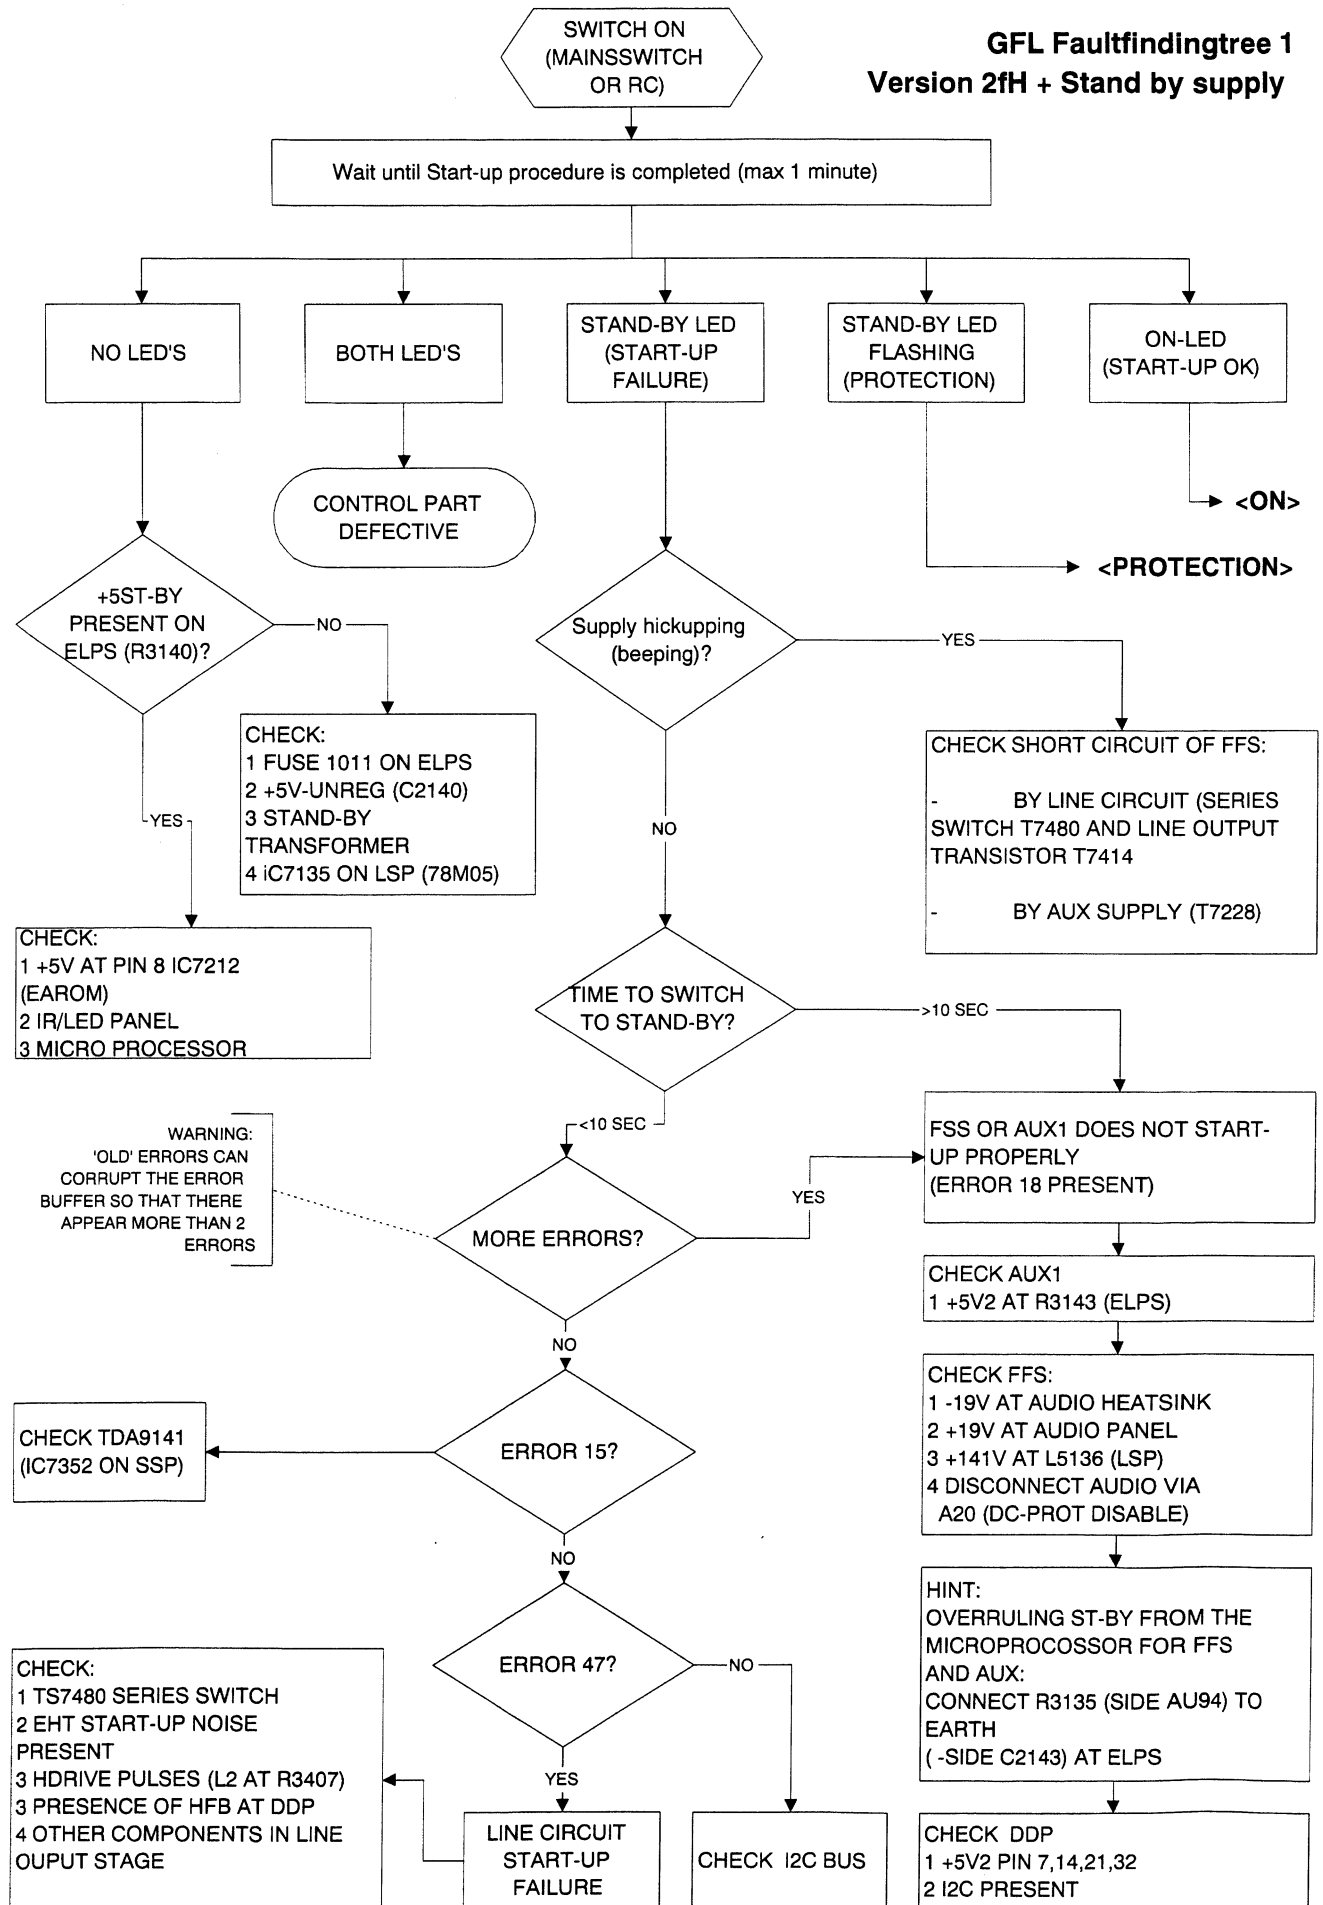 GFL Faultfindingtree 1
Version 2fH + Stand by supply
SWITCH ON
(MAINSSWITCH
OR RC)
Wait until Start-up procedure is completed (max 1 minute)
NO LED'S
BOTH LED'S
STAND-BY LED
(START-UP
FAILURE)
STAND-BY LED
FLASHING
(PROTECTION)
ON-LED
(START-UP OK)
CONTROL PART
DEFECTIVE
<ON>
<PROTECTION>
+5ST-BY
PRESENT ON
ELPS (R3140)?
NO
Supply hickupping
(beeping)?
YES
CHECK:
1 FUSE 1011 ON ELPS
2 +5V-UNREG (C2140)
3 STAND-BY
TRANSFORMER
4 iC7135 ON LSP (78M05)
CHECK SHORT CIRCUIT OF FFS:
- BY LINE CIRCUIT (SERIES
SWITCH T7480 AND LINE OUTPUT
TRANSISTOR T7414
- BY AUX SUPPLY (T7228)
YES
NO
CHECK:
1 +5V AT PIN 8 IC7212
(EAROM)
2 IR/LED PANEL
3 MICRO PROCESSOR
TIME TO SWITCH
TO STAND-BY?
>10 SEC
<10 SEC
WARNING:
'OLD' ERRORS CAN
CORRUPT THE ERROR
BUFFER SO THAT THERE
APPEAR MORE THAN 2
ERRORS
MORE ERRORS?
YES
FSS OR AUX1 DOES NOT START-
UP PROPERLY
(ERROR 18 PRESENT)
CHECK AUX1
1 +5V2 AT R3143 (ELPS)
NO
CHECK FFS:
1 -19V AT AUDIO HEATSINK
2 +19V AT AUDIO PANEL
3 +141V AT L5136 (LSP)
4 DISCONNECT AUDIO VIA
A20 (DC-PROT DISABLE)
CHECK TDA9141
(IC7352 ON SSP)
ERROR 15?
NO
HINT:
OVERRULING ST-BY FROM THE
MICROPROCOSSOR FOR FFS
AND AUX:
CONNECT R3135 (SIDE AU94) TO
EARTH
( -SIDE C2143) AT ELPS
ERROR 47?
NO
YES
CHECK:
1 TS7480 SERIES SWITCH
2 EHT START-UP NOISE
PRESENT
3 HDRIVE PULSES (L2 AT R3407)
3 PRESENCE OF HFB AT DDP
4 OTHER COMPONENTS IN LINE
OUPUT STAGE
LINE CIRCUIT
START-UP
FAILURE
CHECK I2C BUS
CHECK DDP
1 +5V2 PIN 7,14,21,32
2 I2C PRESENT